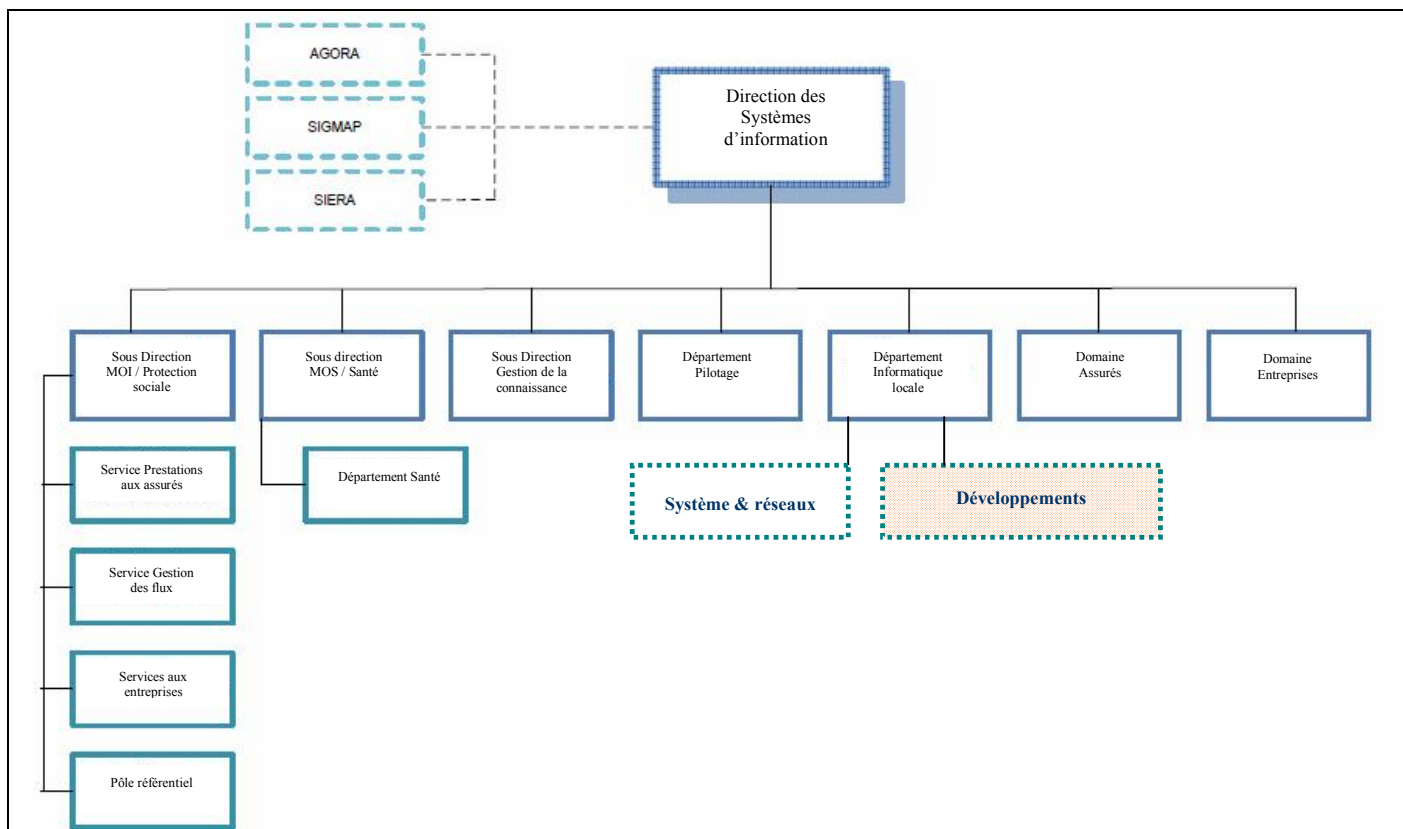 AGORA
SIGMAP
SIERA
Direction des
Systèmes
d’information
Sous Direction
MOI / Protection
sociale
Sous direction
MOS / Santé
Sous Direction
Gestion de la
connaissance
Département
Pilotage
Département
Informatique
locale
Domaine
Assurés
Domaine
Entreprises
Service Prestations
aux assurés
Département Santé
Système & réseaux
Développements
Service Gestion
des flux
Services aux
entreprises
Pôle référentiel